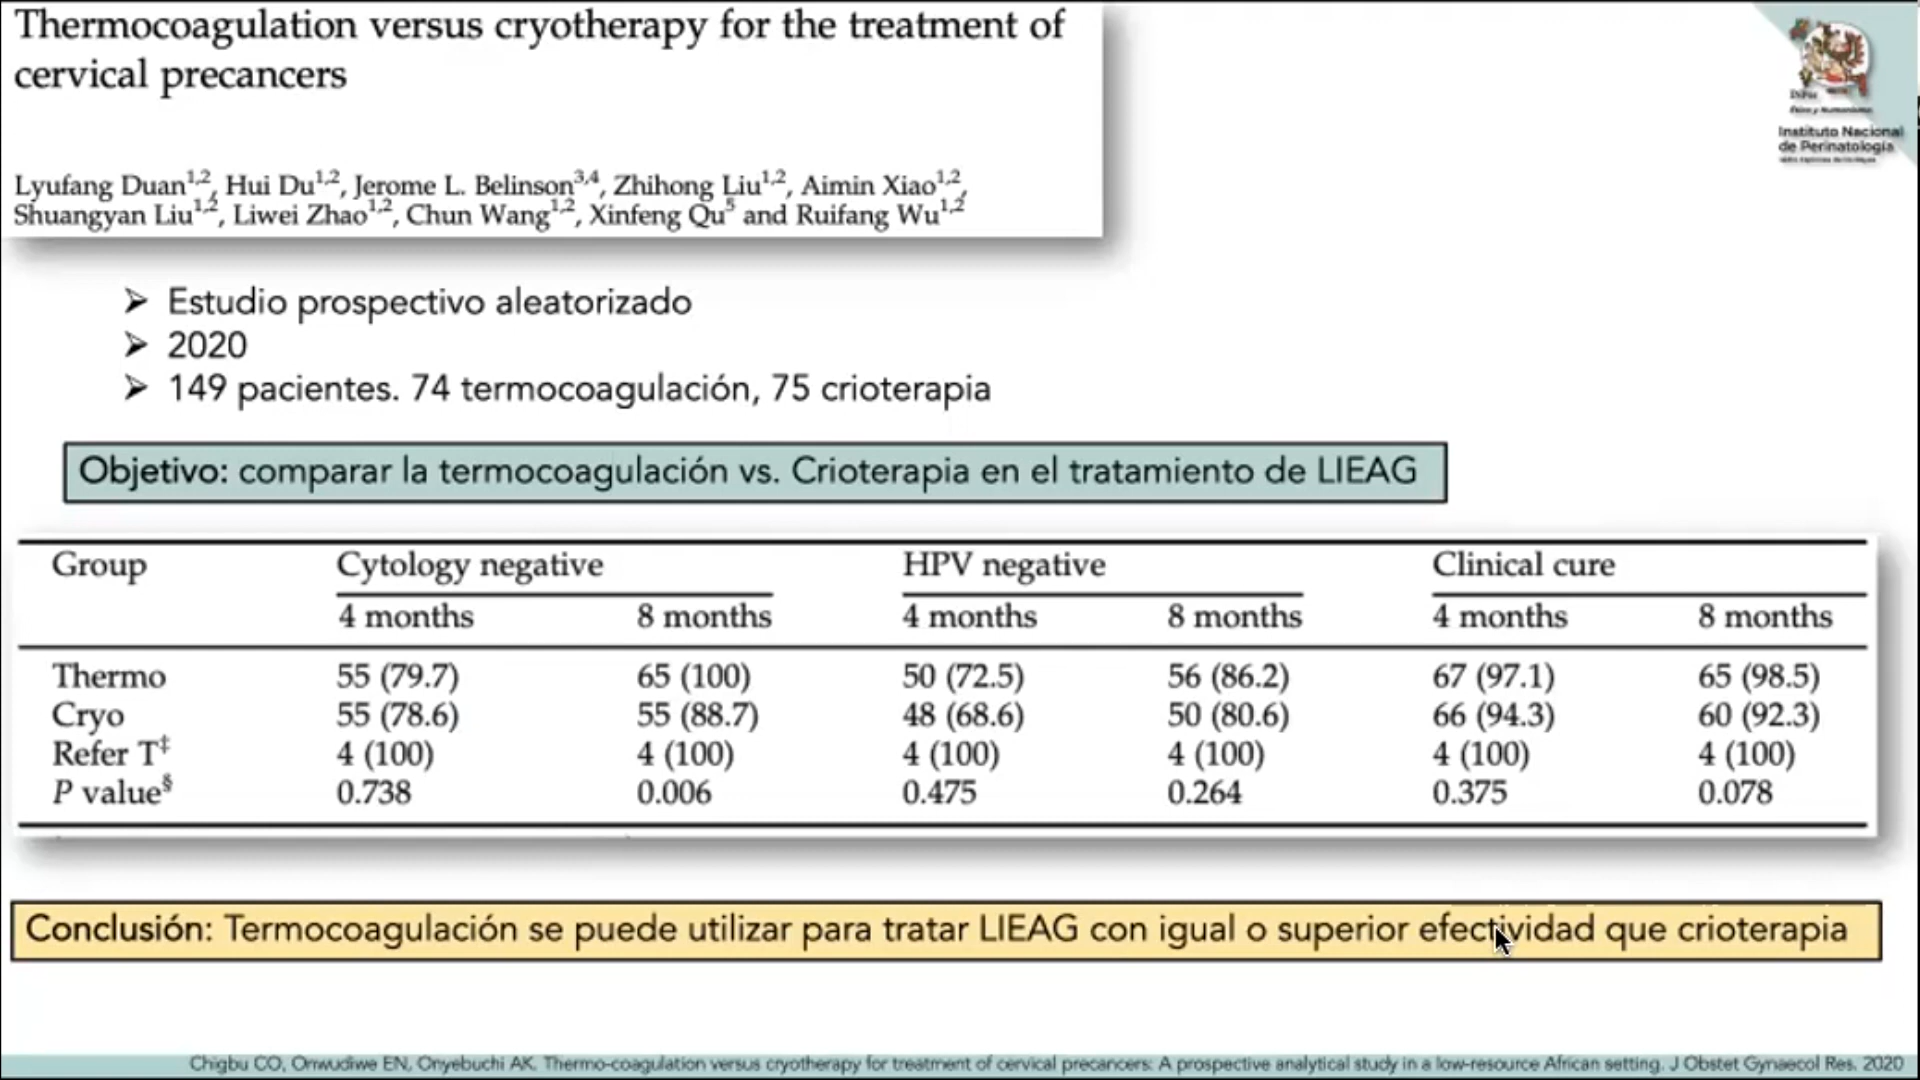 Thermocoagulation versus cryotherapy for the treatment of
cervical precancers
Lyufang Duan1,2, Hui Du1,2, Jerome L. Belinson3,4, Zhihong Liu1,2, Aimin Xiao1,2,
Shuangyan Liu1,2, Liwei Zhao1,2, Chun Wang1,2, Xinfeng Qu5 and Ruifang Wu1,2
INPer
Instituto Nacional
de Perinatología
➢ Estudio prospectivo aleatorizado
➢ 2020
➢ 149 pacientes. 74 termocoagulación, 75 crioterapia
Objetivo: comparar la termocoagulación vs. Crioterapia en el tratamiento de LIEAG
Group Cytology negative HPV negative Clinical cure
4 months 8 months 4 months 8 months 4 months 8 months
Thermo 55 (79.7) 65 (100) 50 (72.5) 56 (86.2) 67 (97.1) 65 (98.5)
Cryo 55 (78.6) 55 (88.7) 48 (68.6) 50 (80.6) 66 (94.3) 60 (92.3)
Refer T‡ 4 (100) 4 (100) 4 (100) 4 (100) 4 (100) 4 (100)
P value§ 0.738 0.006 0.475 0.264 0.375 0.078
Conclusión: Termocoagulación se puede utilizar para tratar LIEAG con igual o superior efectividad que crioterapia
Chigbu CO, Onwudiwe EN, Onyebuchi AK. Thermo-coagulation versus cryotherapy for treatment of cervical precancers: A prospective analytical study in a low-resource African setting. J Obstet Gynaecol Res. 2020